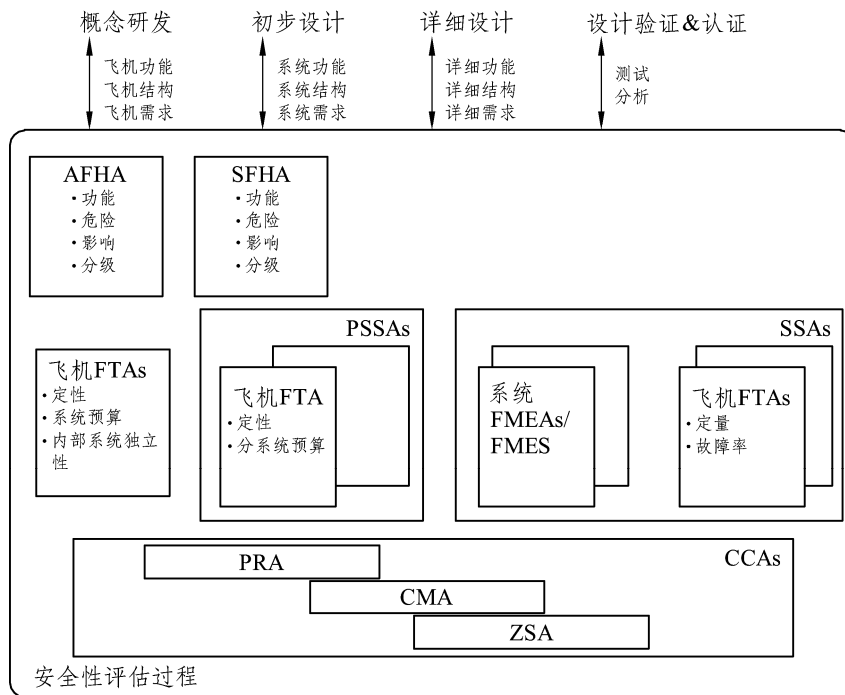 概念研发
初步设计
详细设计
设计验证&认证
飞机功能
飞机结构
飞机需求
系统功能
系统结构
系统需求
详细功能
详细结构
详细需求
测试
分析
AFHA
·功能
·危险
·影响
·分级
SFHA
·功能
·危险
·影响
·分级
飞机FTAs
·定性
·系统预算
·内部系统独立
性
PSSAs
飞机FTA
·定性
·分系统预算
SSAs
系统
FMEAs/
FMES
飞机FTAs
·定量
·故障率
CCAs
PRA
CMA
ZSA
安全性评估过程